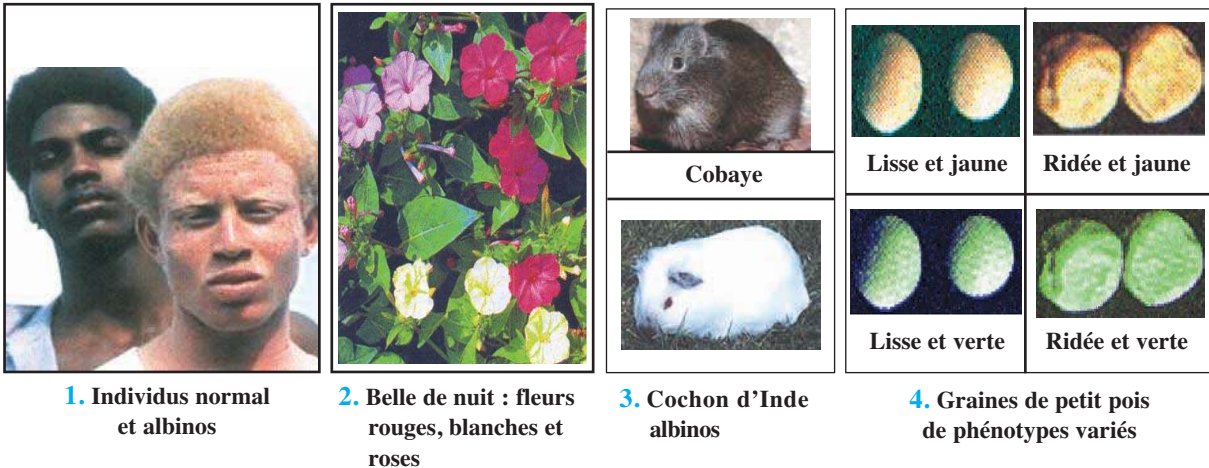 Cobaye
Lisse et jaune
Ridée et jaune
Lisse et verte
Ridée et verte
1. Individus normal
et albinos
2. Belle de nuit : fleurs
rouges, blanches et
roses
3. Cochon d’Inde
albinos
4. Graines de petit pois
de phénotypes variés